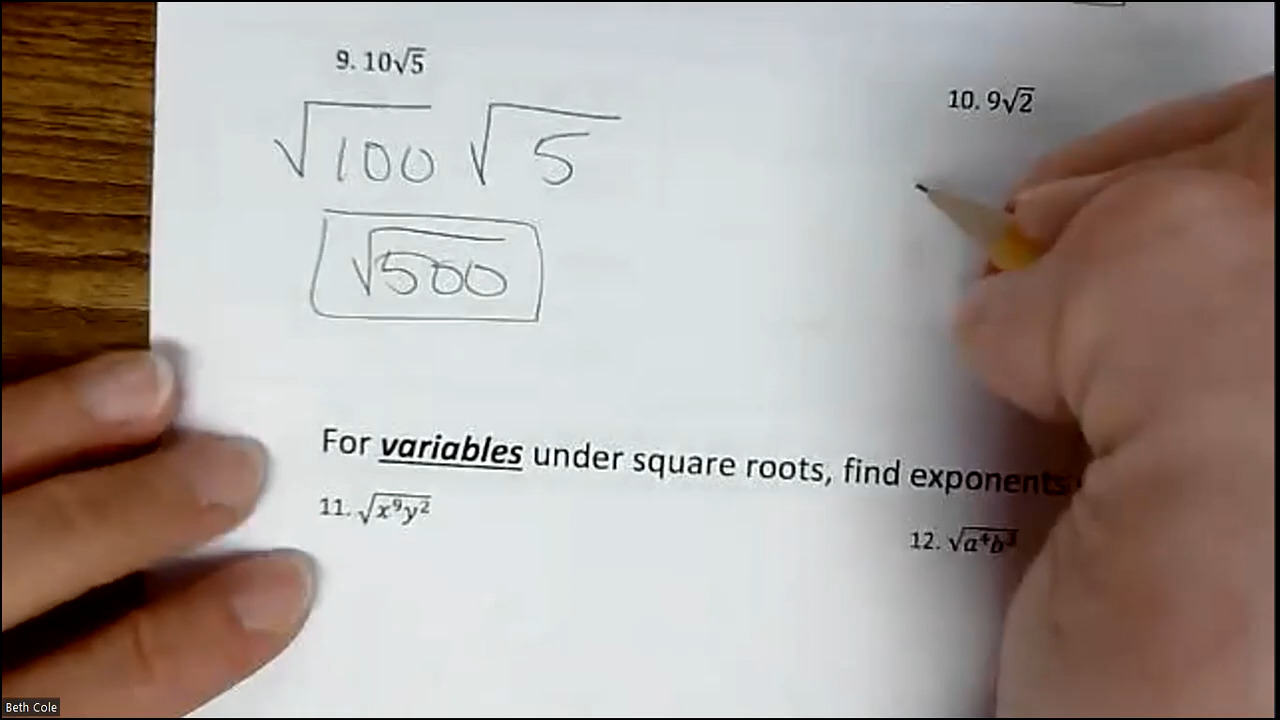 9. 10√5
√100 √5
√500
10. 9√2
For variables under square roots, find exponents
11. √x⁹y²
12. √a⁴b³
Beth Cole